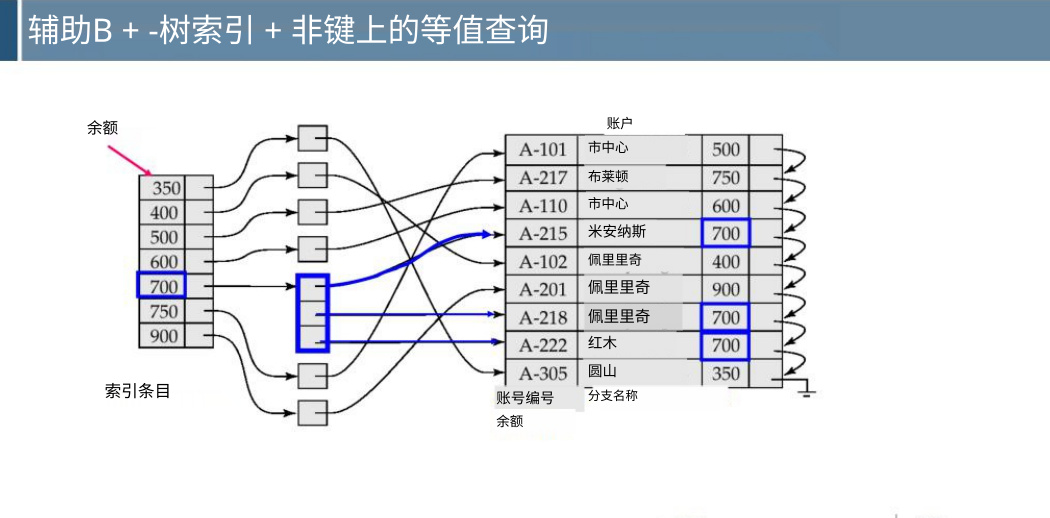 辅助B + -树索引 + 非键上的等值查询
余额
账户
350
400
500
600
700
750
900
索引条目
A-101 市中心 500
A-217 布莱顿 750
A-110 市中心 600
A-215 米安纳斯 700
A-102 佩里里奇 400
A-201 佩里里奇 900
A-218 佩里里奇 700
A-222 红木 700
A-305 圆山 350
账号编号 分支名称
余额